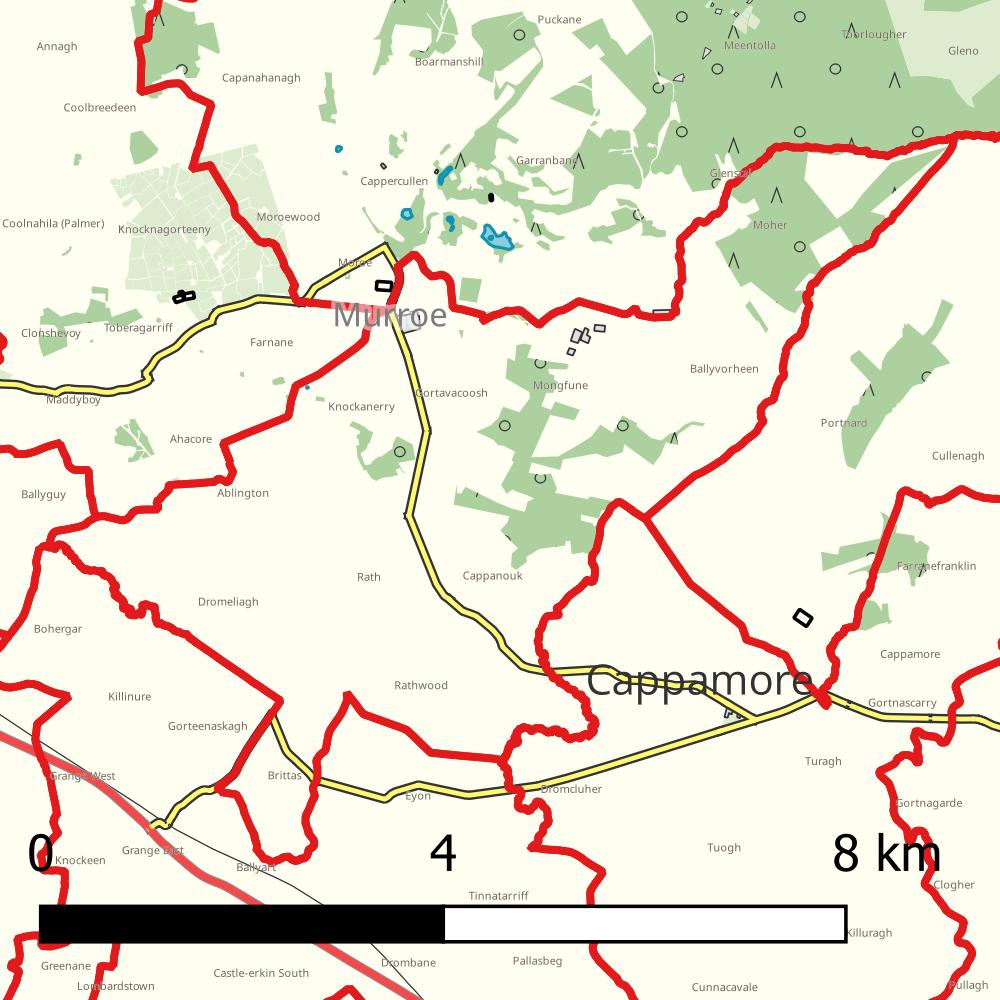 Puckane
Annagh
Toorlougher
Meentolla
Gleno
Boarmanshill
Capanahanagh
Coolbreedeen
Garranbane
Glenstal
Cappercullen
Moroewood
Coolnahila (Palmer)
Knocknagorteeny
Moher
Moroe
Murroe
Toberagarriff
Clonshevoy
Farnane
Ballyvorheen
Mongfune
Gortavacoosh
Maddyboy
Knockanerry
Portnard
Ahacore
Cullenagh
Ballyguy
Ablington
Farranefranklin
Rath
Cappanouk
Dromeliagh
Bohergar
Cappamore
Cappamore
Rathwood
Killinure
Gortnascarry
Gorteenaskagh
Turagh
Grange West
Brittas
Dromcluher
Eyon
Gortnagarde
Grange East
Tuogh
0 4 8 km
Knockeen
Ballyart
Clogher
Tinnatarriff
Killuragh
Pallasbeg
Drombane
Greenane
Castle-erkin South
Lombardstown
Cunnacavale
Pullagh